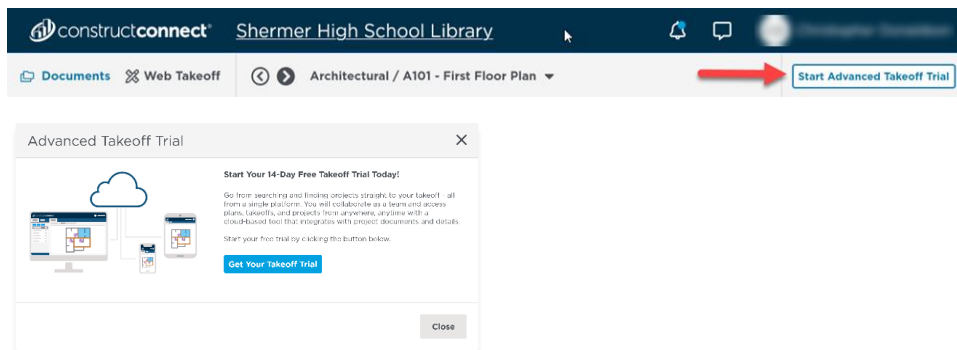 constructconnect®
Shermer High School Library
Documents
Web Takeoff
Architectural / A101 - First Floor Plan
Start Advanced Takeoff Trial
Advanced Takeoff Trial
Start Your 14-Day Free Takeoff Trial Today!
Go from searching and finding projects straight to your takeoff - all
from a single platform. You will collaborate as a team and access
plans, takeoffs, and projects from anywhere, anytime with a
cloud-based tool that integrates with project documents and details.
Start your free trial by clicking the button below.
Get Your Takeoff Trial
Close